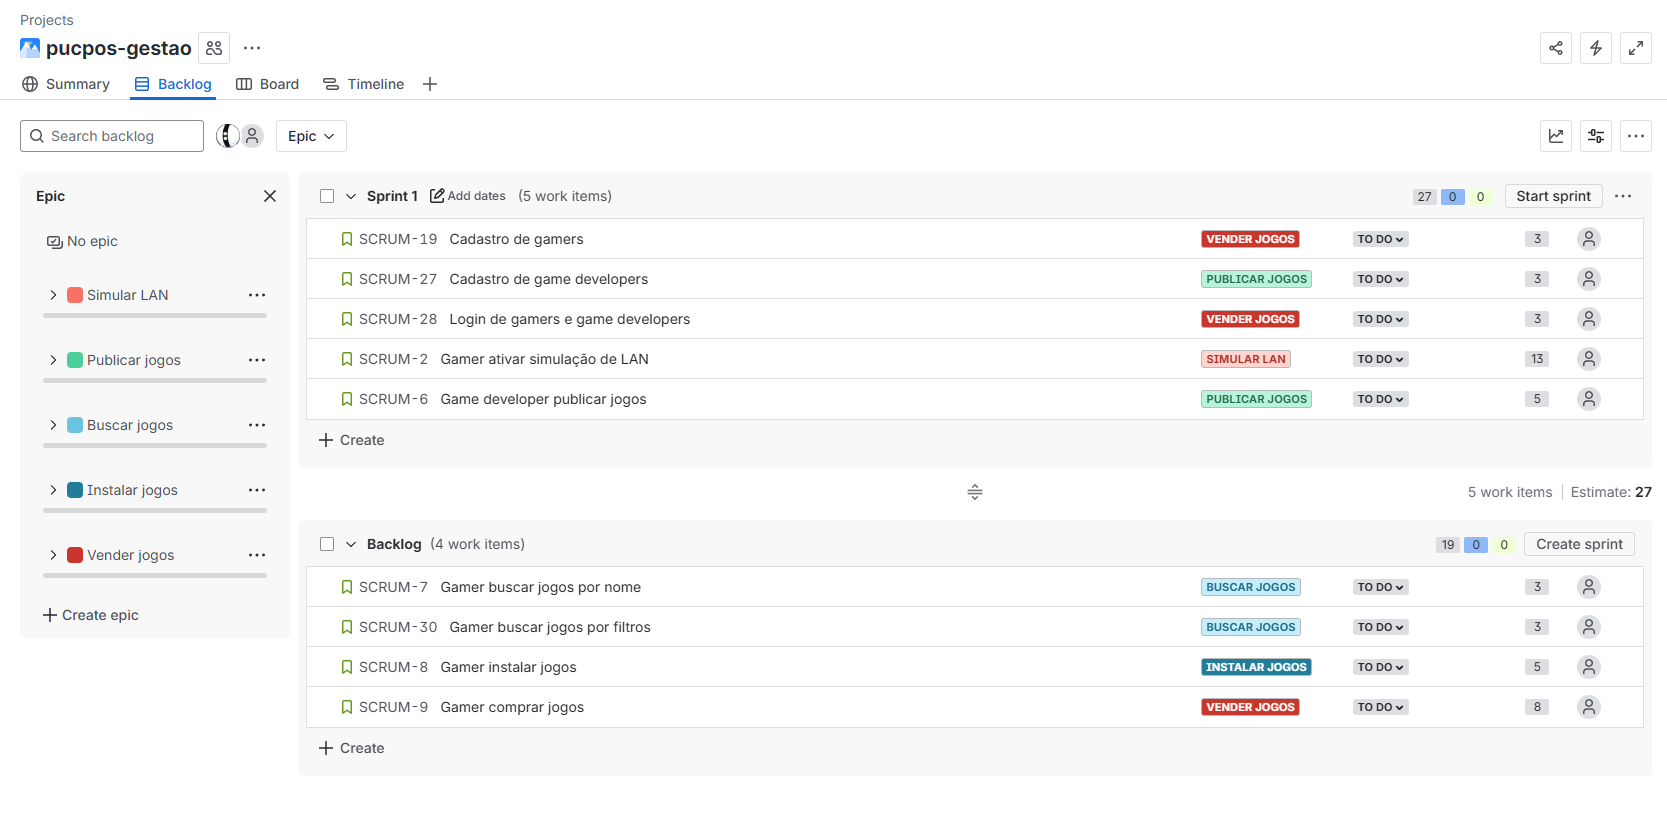 Projects
pucpos-gestao
Summary Backlog Board Timeline
Search backlog Epic
Epic
No epic
Simular LAN
Publicar jogos
Buscar jogos
Instalar jogos
Vender jogos
Create epic
Sprint 1 Add dates (5 work items) 27 0 0 Start sprint
SCRUM-19 Cadastro de gamers VENDER JOGOS TO DO 3
SCRUM-27 Cadastro de game developers PUBLICAR JOGOS TO DO 3
SCRUM-28 Login de gamers e game developers VENDER JOGOS TO DO 3
SCRUM-2 Gamer ativar simulação de LAN SIMULAR LAN TO DO 13
SCRUM-6 Game developer publicar jogos PUBLICAR JOGOS TO DO 5
Create
5 work items Estimate: 27
Backlog (4 work items) 19 0 0 Create sprint
SCRUM-7 Gamer buscar jogos por nome BUSCAR JOGOS TO DO 3
SCRUM-30 Gamer buscar jogos por filtros BUSCAR JOGOS TO DO 3
SCRUM-8 Gamer instalar jogos INSTALAR JOGOS TO DO 5
SCRUM-9 Gamer comprar jogos VENDER JOGOS TO DO 8
Create